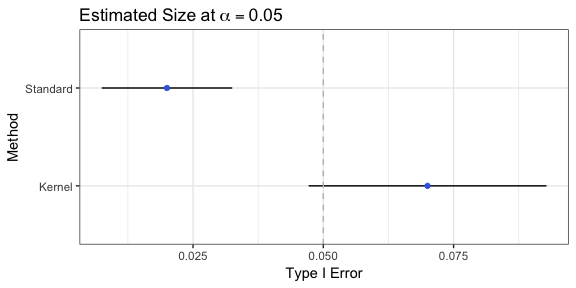 Estimated Size at α = 0.05
Method
Standard
Kernel
0.025 0.050 0.075
Type I Error